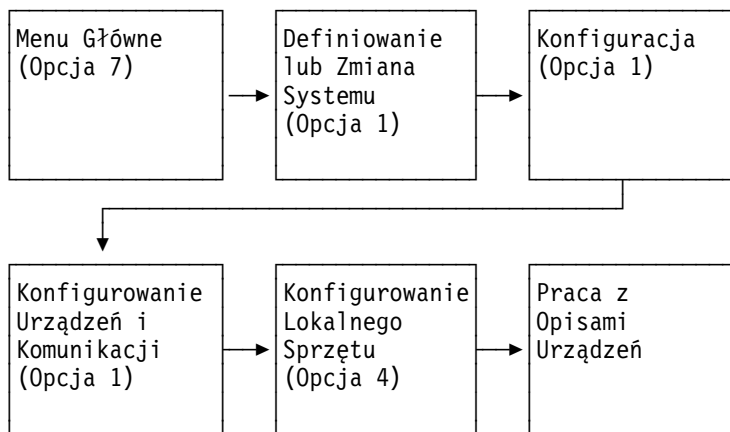 Menu Główne
(Opcja 7)
Definiowanie
lub Zmiana
Systemu
(Opcja 1)
Konfiguracja
(Opcja 1)
Konfigurowanie
Urządzeń i
Komunikacji
(Opcja 1)
Konfigurowanie
Lokalnego
Sprzętu
(Opcja 4)
Praca z
Opisami
Urządzeń